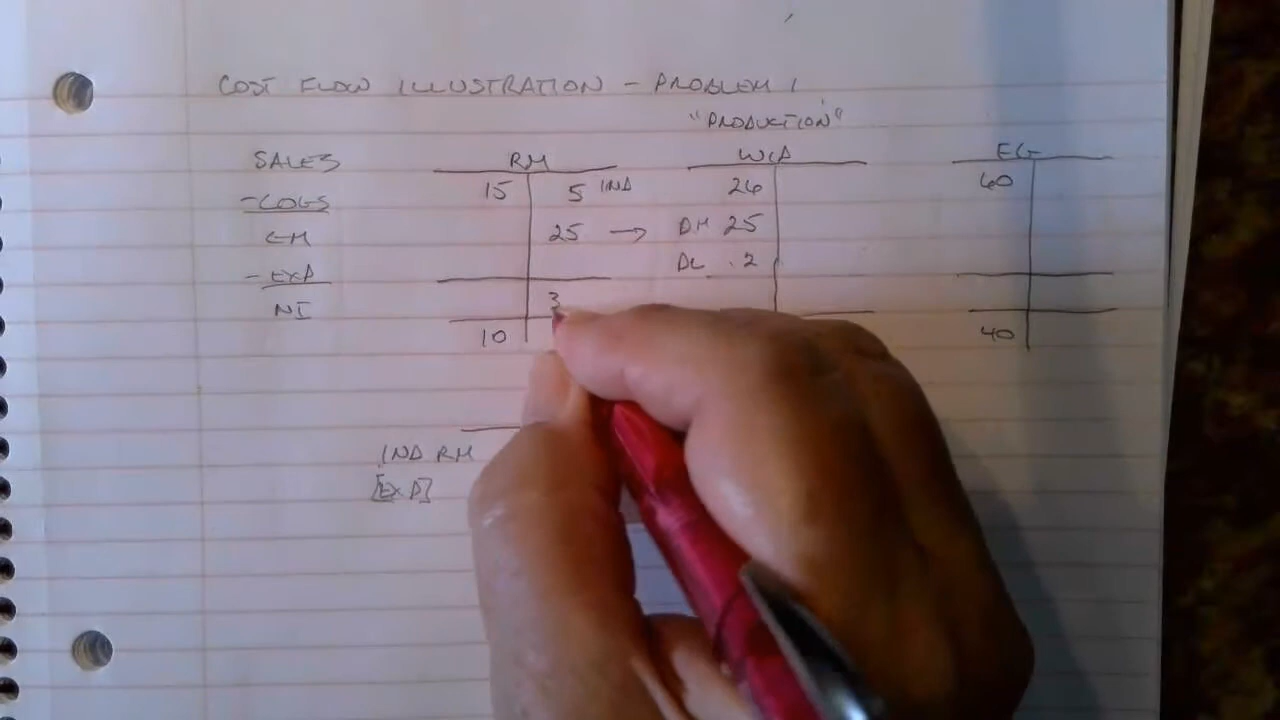 COST FLOW ILLUSTRATION - PROBLEM 1
"PRODUCTION"
SALES RM WIP FG
15 5 IND 26 60
-COGS
GM 25 → DM 25
DL 2
-EXP
NI 3
10 40
IND RM
[EXP]